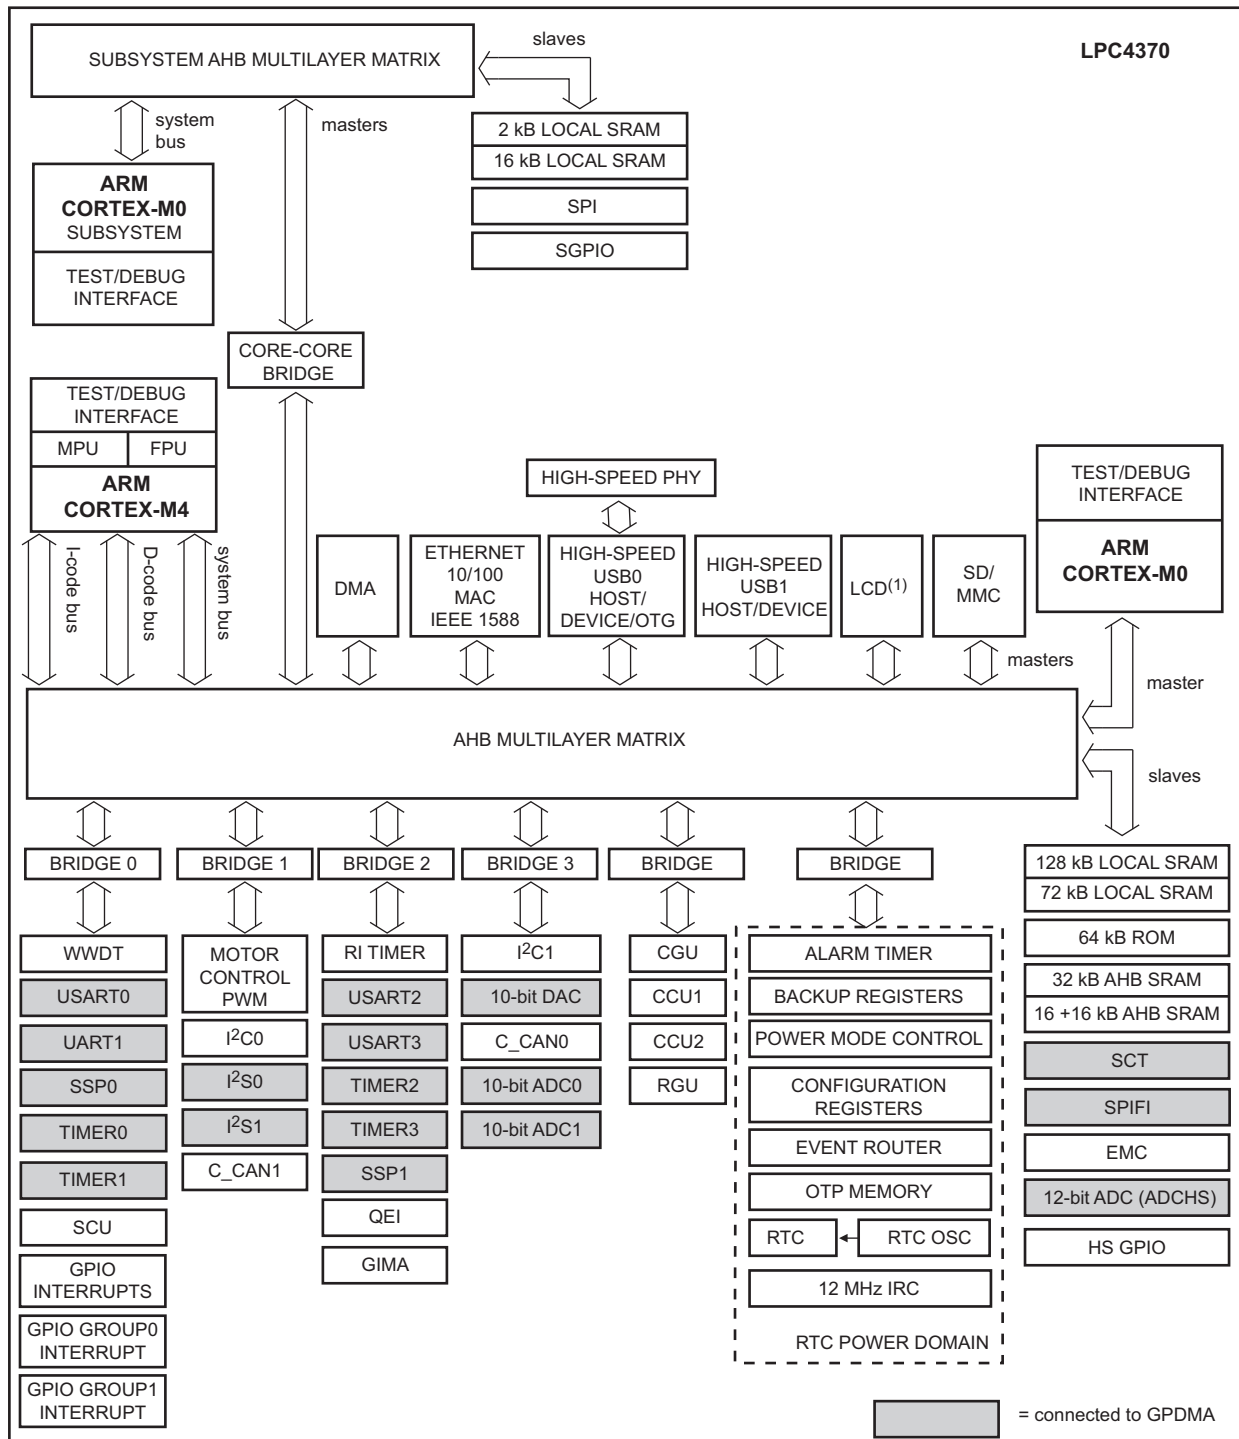 LPC4370
SUBSYSTEM AHB MULTILAYER MATRIX
slaves
system
bus
masters
2 kB LOCAL SRAM
16 kB LOCAL SRAM
SPI
SGPIO
ARM
CORTEX-M0
SUBSYSTEM
TEST/DEBUG
INTERFACE
CORE-CORE
BRIDGE
TEST/DEBUG
INTERFACE
MPU
FPU
ARM
CORTEX-M4
I-code bus
D-code bus
system bus
HIGH-SPEED PHY
DMA
ETHERNET
10/100
MAC
IEEE 1588
HIGH-SPEED
USB0
HOST/
DEVICE/OTG
HIGH-SPEED
USB1
HOST/DEVICE
LCD(1)
SD/
MMC
TEST/DEBUG
INTERFACE
ARM
CORTEX-M0
masters
master
AHB MULTILAYER MATRIX
slaves
BRIDGE 0
BRIDGE 1
BRIDGE 2
BRIDGE 3
BRIDGE
BRIDGE
WWDT
USART0
UART1
SSP0
TIMER0
TIMER1
SCU
GPIO
INTERRUPTS
GPIO GROUP0
INTERRUPT
GPIO GROUP1
INTERRUPT
MOTOR
CONTROL
PWM
I2C0
I2S0
I2S1
C_CAN1
RI TIMER
USART2
USART3
TIMER2
TIMER3
SSP1
QEI
GIMA
I2C1
10-bit DAC
C_CAN0
10-bit ADC0
10-bit ADC1
CGU
CCU1
CCU2
RGU
ALARM TIMER
BACKUP REGISTERS
POWER MODE CONTROL
CONFIGURATION
REGISTERS
EVENT ROUTER
OTP MEMORY
RTC
RTC OSC
12 MHz IRC
RTC POWER DOMAIN
128 kB LOCAL SRAM
72 kB LOCAL SRAM
64 kB ROM
32 kB AHB SRAM
16 +16 kB AHB SRAM
SCT
SPIFI
EMC
12-bit ADC (ADCHS)
HS GPIO
= connected to GPDMA